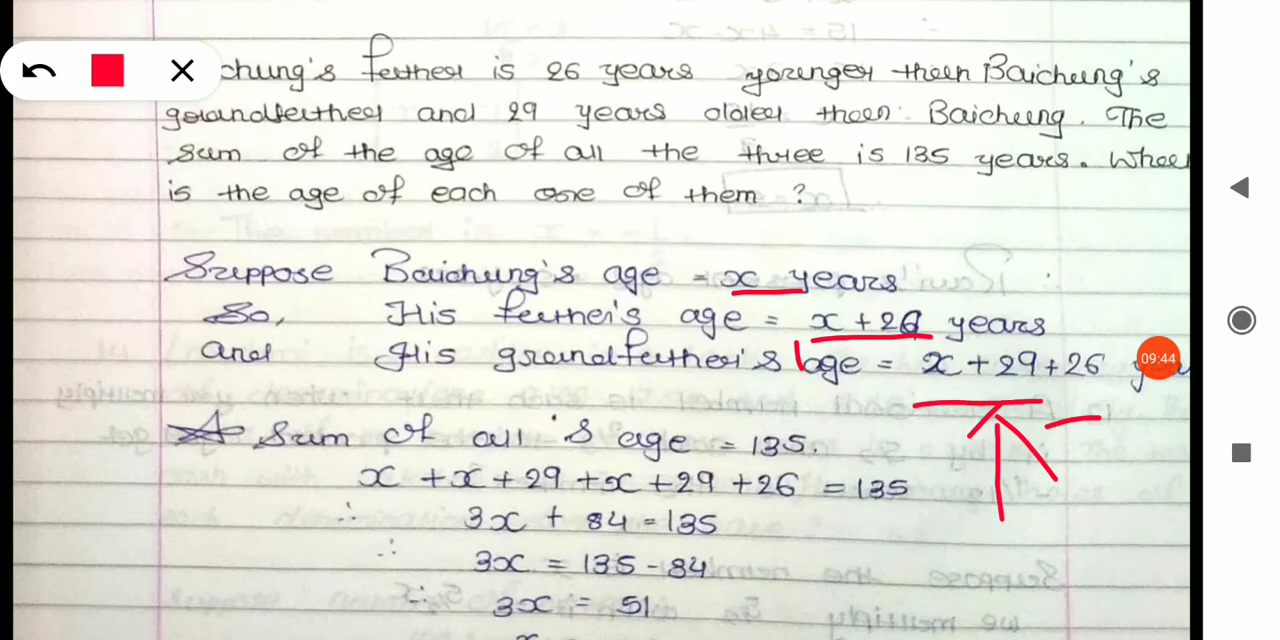 chung's father is 26 years younger than Baichung's
grandfather and 29 years older than Baichung. The
sum of the age of all the three is 135 years. Wha
is the age of each one of them ?
Suppose Baichung's age = x years
So, His father's age = x + 26 years
and His grandfather's age = x + 29 + 26 ye
09:44
Sum of all 's age = 135.
x + x + 29 + x + 29 + 26 = 135
∴ 3x + 84 = 135
∴ 3x = 135 - 84
∴ 3x = 51